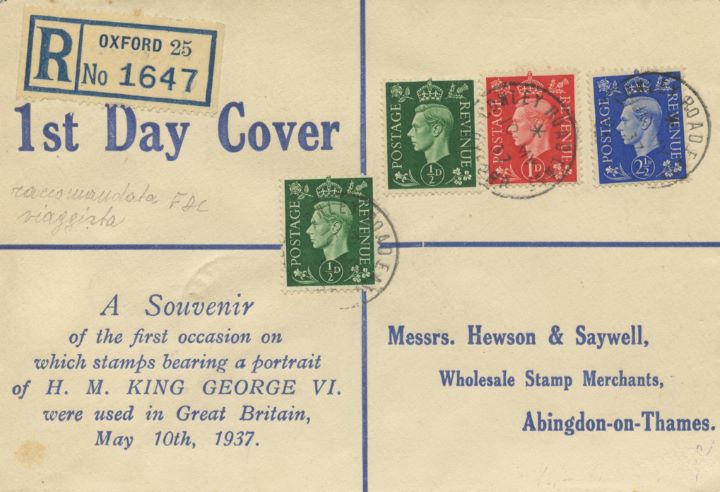 R OXFORD 25
No 1647
1st Day Cover
raccomandata FDC
viaggiata
POSTAGE REVENUE
½D
POSTAGE REVENUE
1D
POSTAGE REVENUE
2½D
POSTAGE REVENUE
½D
A Souvenir
of the first occasion on
which stamps bearing a portrait
of H. M. KING GEORGE VI.
were used in Great Britain,
May 10th, 1937.
Messrs. Hewson & Saywell,
Wholesale Stamp Merchants,
Abingdon-on-Thames.